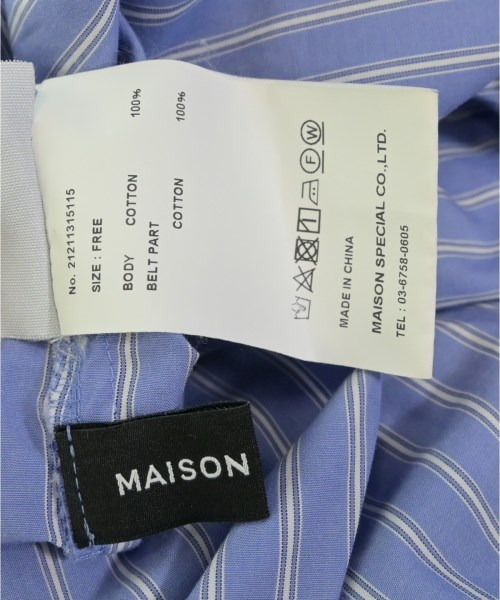 No. 21211315115
SIZE : FREE
BODY COTTON 100%
BELT PART
COTTON 100%
F W
MADE IN CHINA
MAISON SPECIAL CO.,LTD.
TEL : 03-6758-0605
MAISON